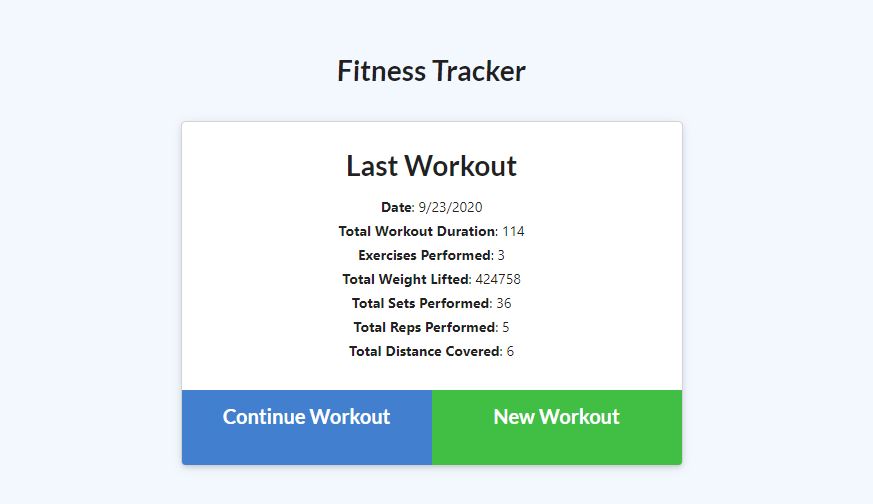 Fitness Tracker
Last Workout
Date: 9/23/2020
Total Workout Duration: 114
Exercises Performed: 3
Total Weight Lifted: 424758
Total Sets Performed: 36
Total Reps Performed: 5
Total Distance Covered: 6
Continue Workout
New Workout